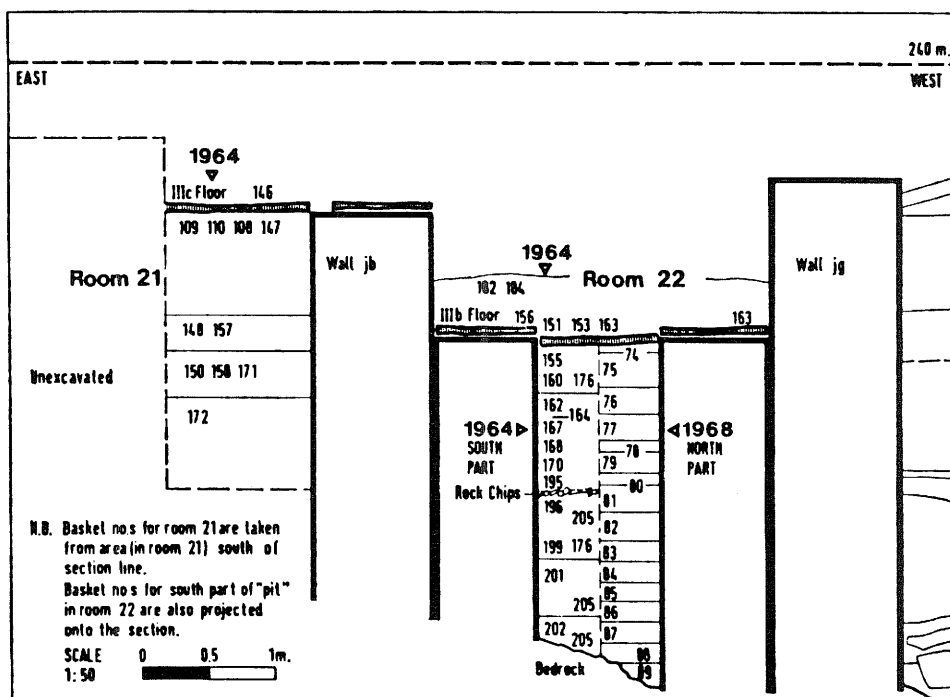 240 m.
EAST
WEST
1964
IIIc Floor 146
109 110 108 147
Wall jb
1964
Wall jg
Room 21
Room 22
102 104
IIIb Floor 156
151 153 163
163
148 157
155
74
75
160 176
Unexcavated
150 158 171
162
76
164
172
1964
167
77
1968
SOUTH
PART
168
78
NORTH
PART
170
79
195
80
Rock Chips
196
81
205
82
N.B. Basket no.s for room 21 are taken
from area (in room 21) south of
section line.
Basket no.s for south part of "pit"
in room 22 are also projected
onto the section.
199 176
83
201
84
85
205
86
202
205
87
88
89
Bedrock
SCALE
1:50
0 0.5 1m.